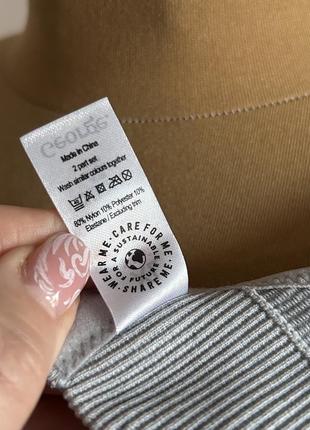 George
Made in China
2 part set
Wash similar colours together
80% Nylon 10% Polyester 10%
Elastane / Excluding trim
WEAR ME · CARE FOR ME · SHARE ME ·
FOR A SUSTAINABLE FUTURE